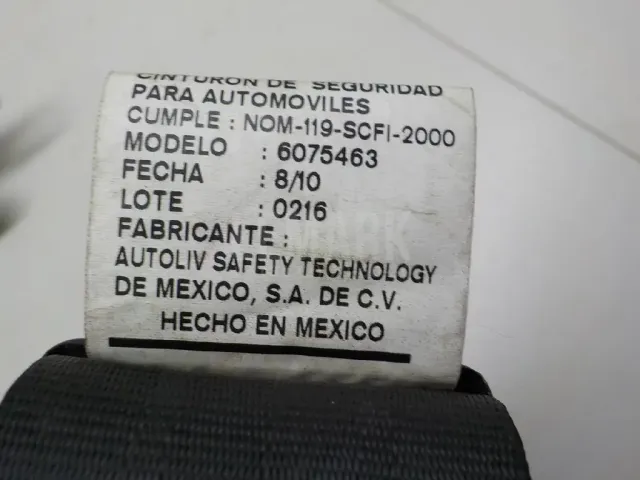 CINTURON DE SEGURIDAD
PARA AUTOMOVILES
CUMPLE : NOM-119-SCFI-2000
MODELO : 6075463
FECHA : 8/10
LOTE : 0216
FABRICANTE :
AUTOLIV SAFETY TECHNOLOGY
DE MEXICO, S.A. DE C.V.
HECHO EN MEXICO